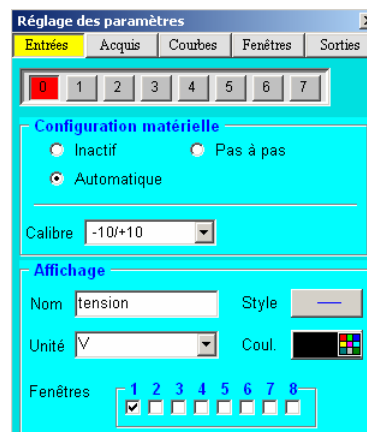 Réglage des paramètres
Entrées Acquis Courbes Fenêtres Sorties
0 1 2 3 4 5 6 7
Configuration matérielle
Inactif Pas à pas
Automatique
Calibre -10/+10
Affichage
Nom tension Style
Unité V Coul.
Fenêtres 1 2 3 4 5 6 7 8